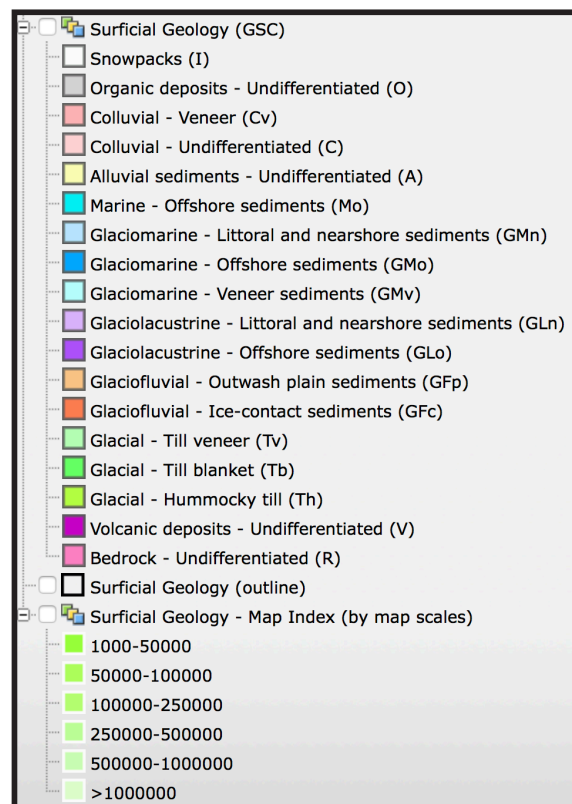 Surficial Geology (GSC)
Snowpacks (I)
Organic deposits - Undifferentiated (O)
Colluvial - Veneer (Cv)
Colluvial - Undifferentiated (C)
Alluvial sediments - Undifferentiated (A)
Marine - Offshore sediments (Mo)
Glaciomarine - Littoral and nearshore sediments (GMn)
Glaciomarine - Offshore sediments (GMo)
Glaciomarine - Veneer sediments (GMv)
Glaciolacustrine - Littoral and nearshore sediments (GLn)
Glaciolacustrine - Offshore sediments (GLo)
Glaciofluvial - Outwash plain sediments (GFp)
Glaciofluvial - Ice-contact sediments (GFc)
Glacial - Till veneer (Tv)
Glacial - Till blanket (Tb)
Glacial - Hummocky till (Th)
Volcanic deposits - Undifferentiated (V)
Bedrock - Undifferentiated (R)
Surficial Geology (outline)
Surficial Geology - Map Index (by map scales)
1000-50000
50000-100000
100000-250000
250000-500000
500000-1000000
>1000000